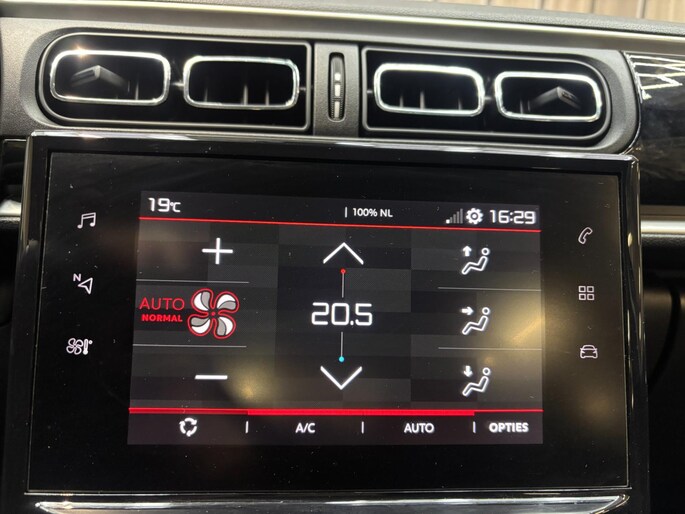 19°C
| 100% NL
16:29
N
AUTO
NORMAL
20.5
A/C
AUTO
OPTIES